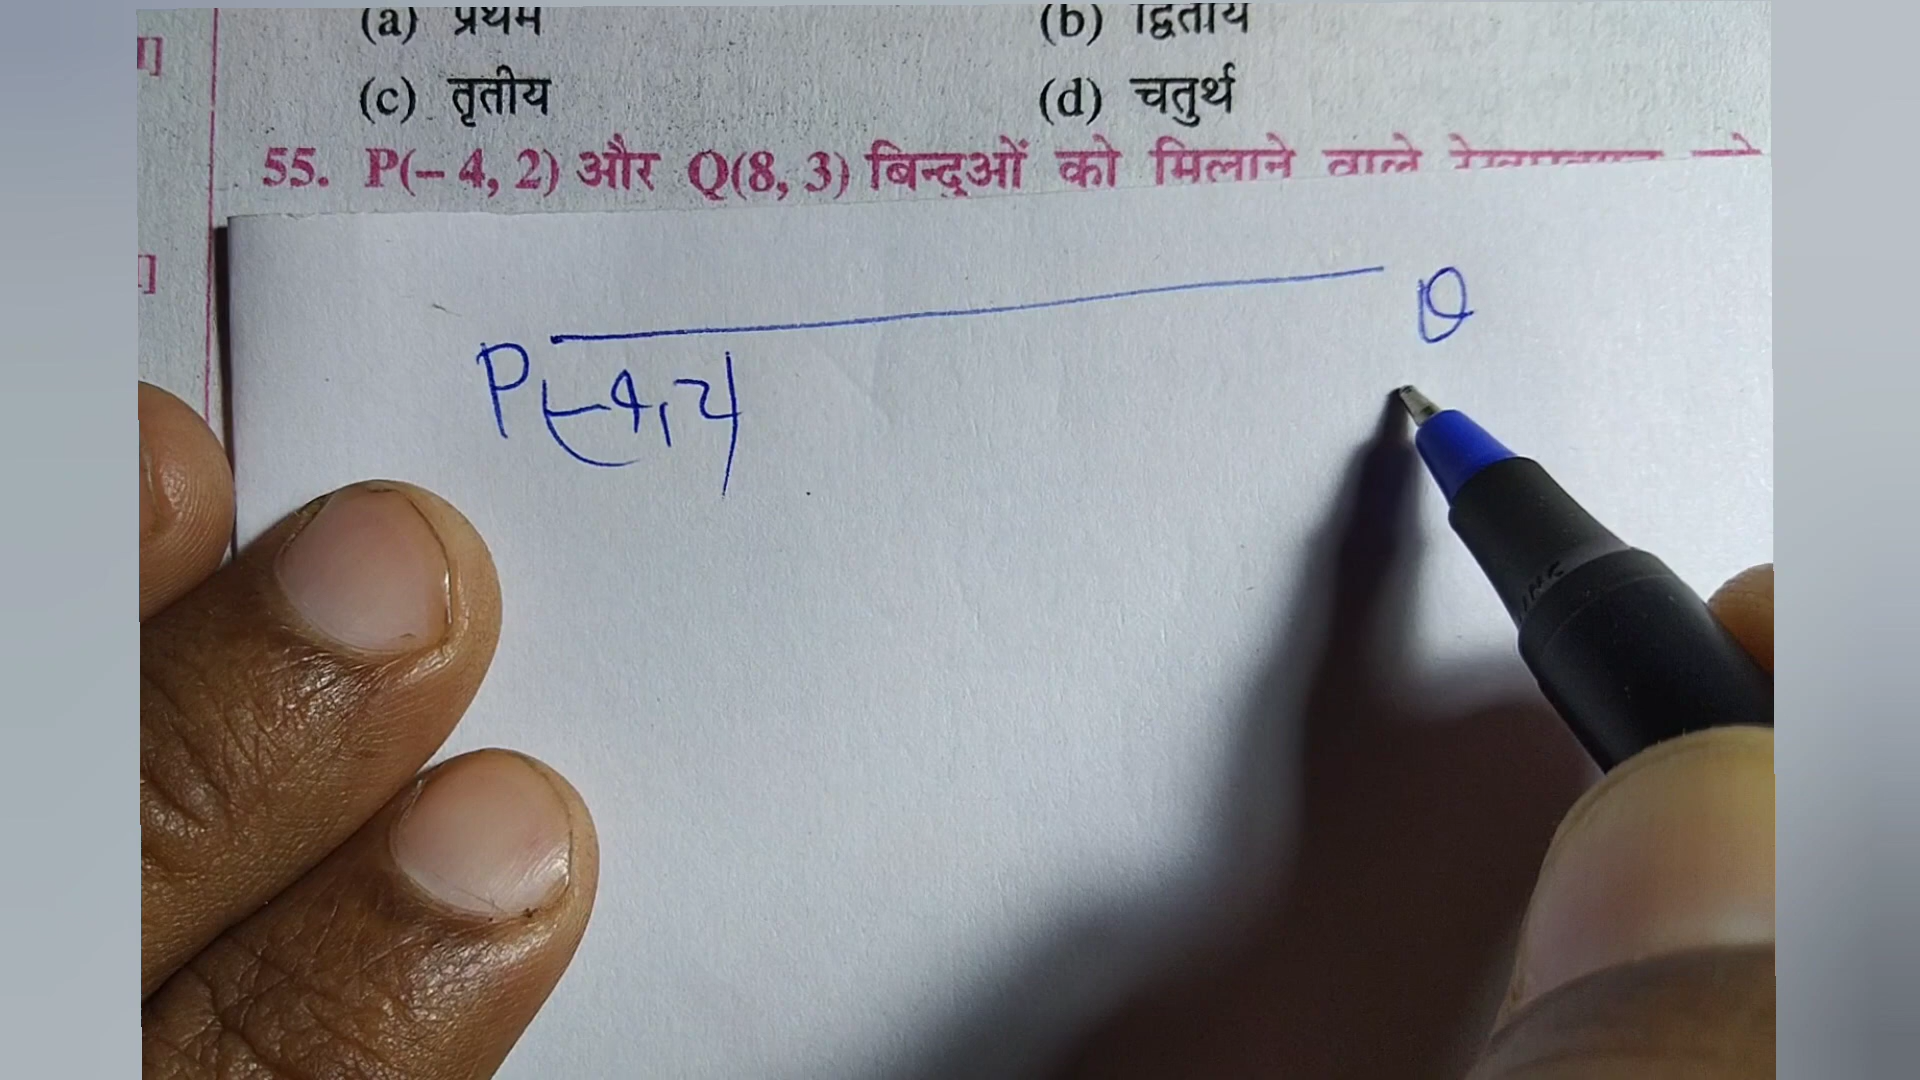 (a) प्रथम (b) द्वितीय
(c) तृतीय (d) चतुर्थ
55. P(– 4, 2) और Q(8, 3) बिन्दुओं को मिलाने वाले
Q
P(-4,2)